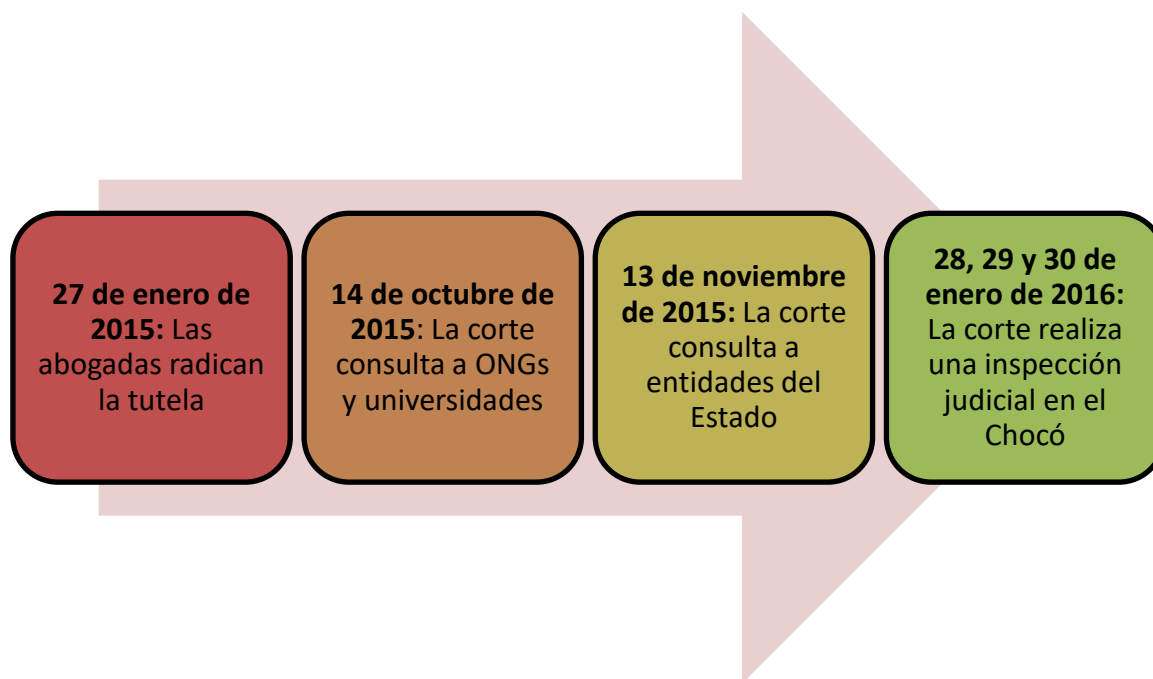 27 de enero de
2015: Las
abogadas radican
la tutela
14 de octubre de
2015: La corte
consulta a ONGs
y universidades
13 de noviembre
de 2015: La corte
consulta a
entidades del
Estado
28, 29 y 30 de
enero de 2016:
La corte realiza
una inspección
judicial en el
Chocó